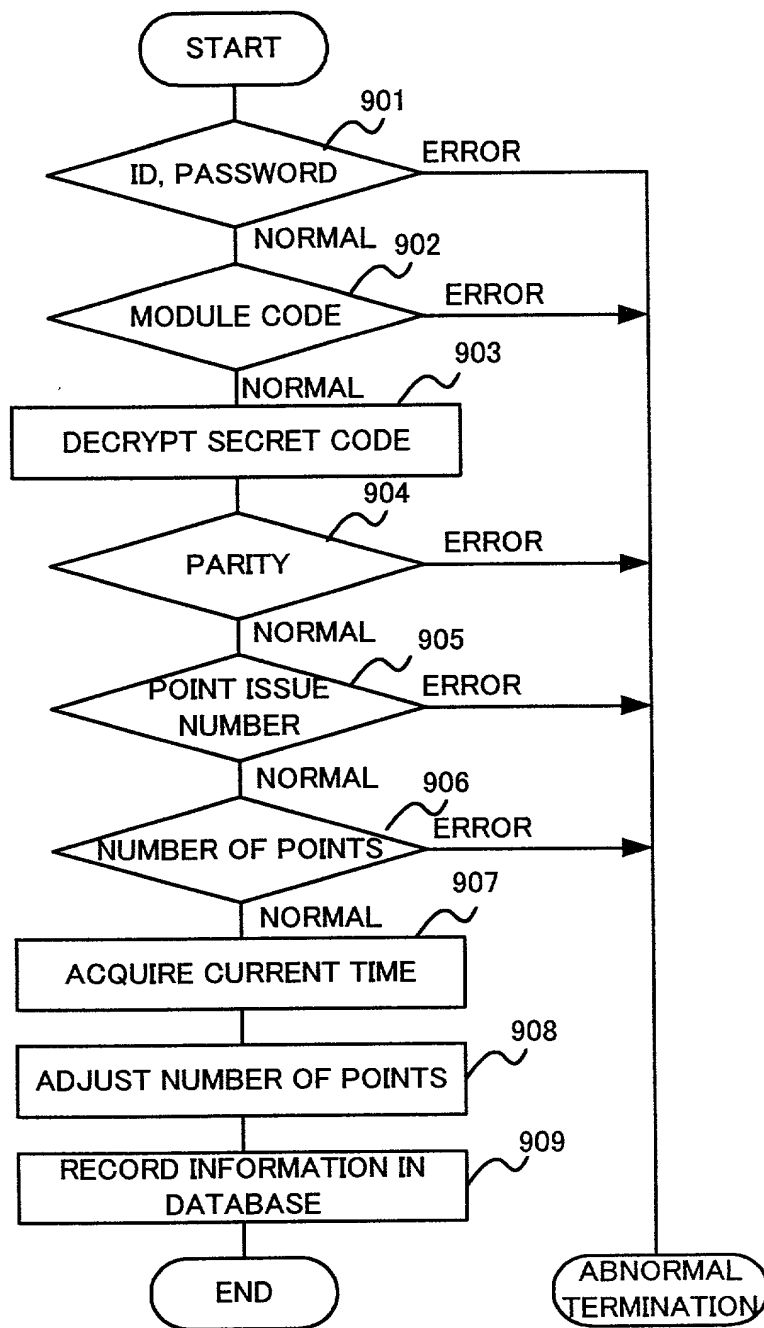 START
901
ID, PASSWORD
ERROR
NORMAL
902
MODULE CODE
ERROR
NORMAL
903
DECRYPT SECRET CODE
904
PARITY
ERROR
NORMAL
905
POINT ISSUE
NUMBER
ERROR
NORMAL
906
NUMBER OF POINTS
ERROR
NORMAL
907
ACQUIRE CURRENT TIME
908
ADJUST NUMBER OF POINTS
909
RECORD INFORMATION IN
DATABASE
END
ABNORMAL
TERMINATION